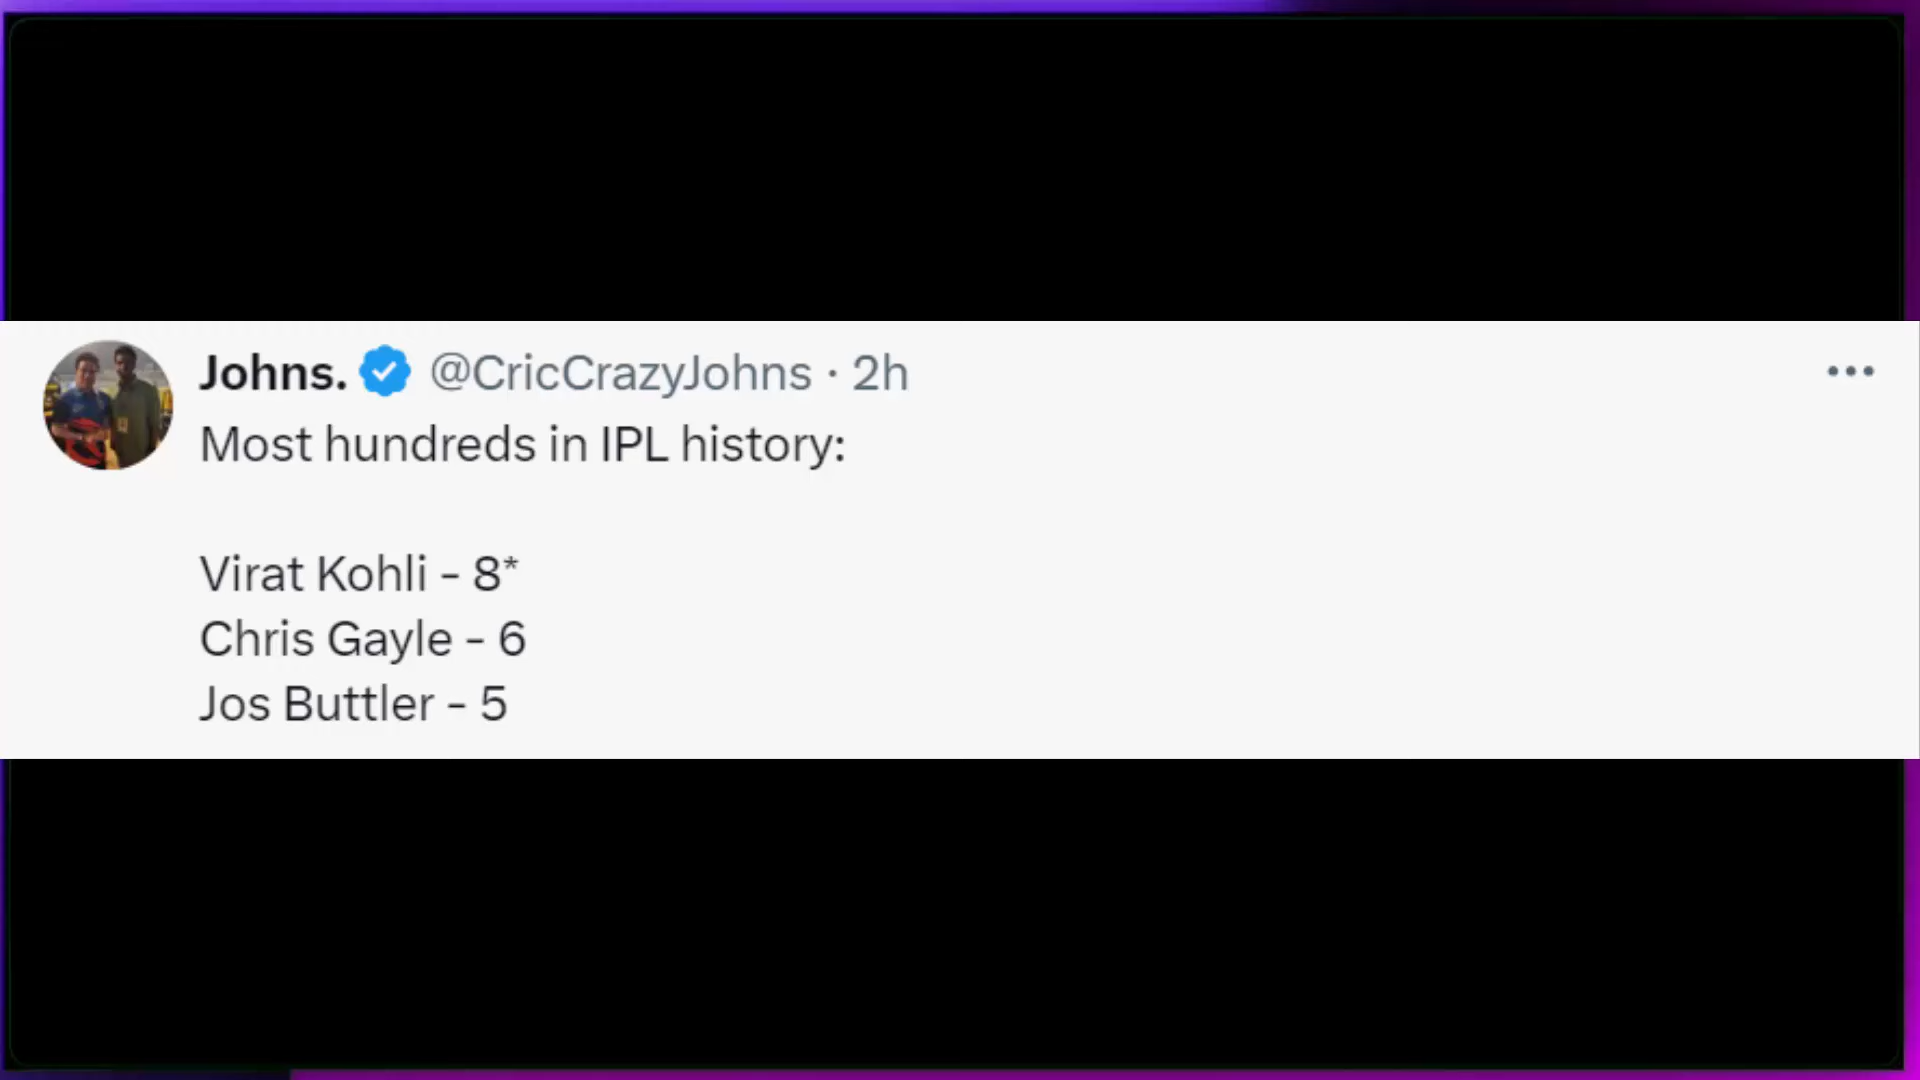 Johns. @CricCrazyJohns · 2h
Most hundreds in IPL history:
Virat Kohli - 8*
Chris Gayle - 6
Jos Buttler - 5